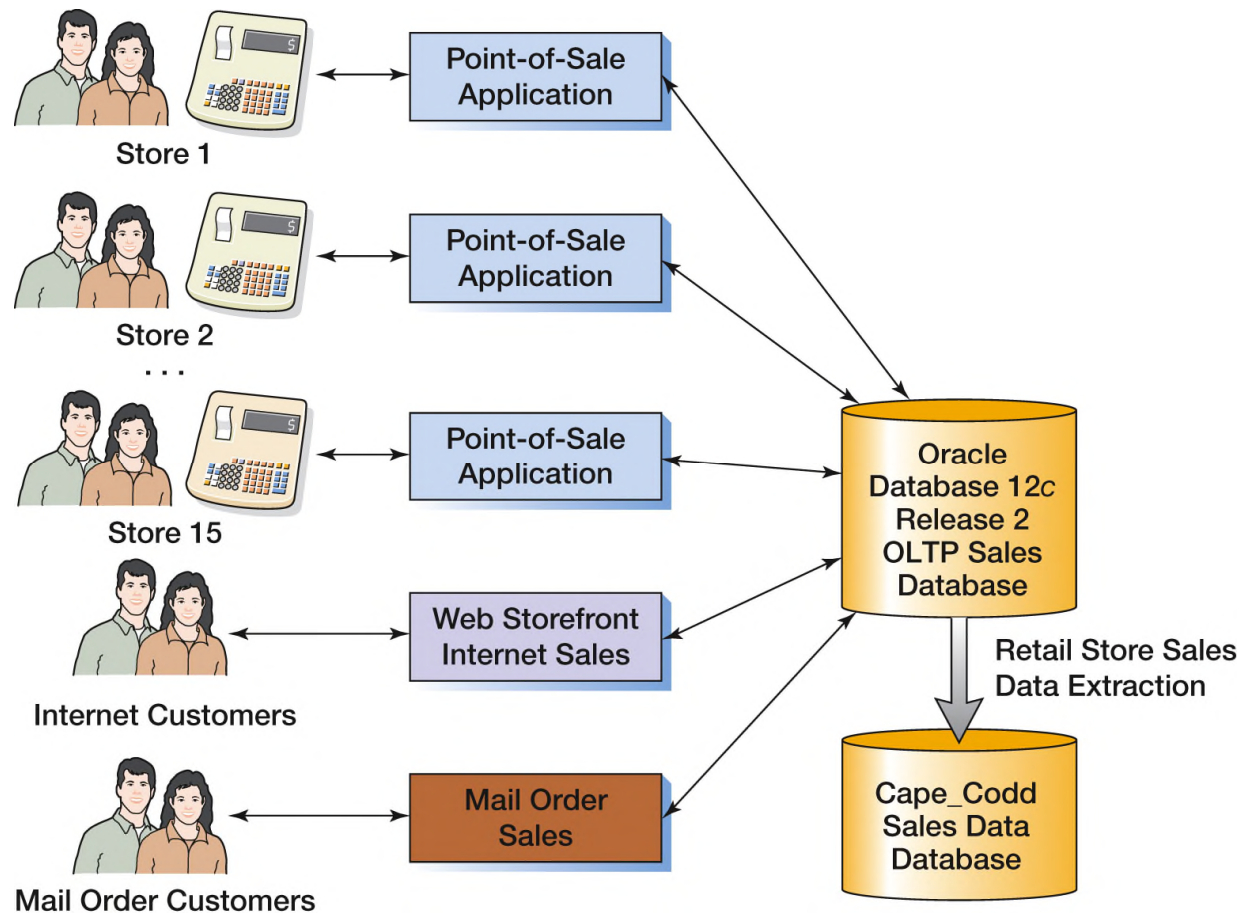 Point-of-Sale
Application
Store 1
Point-of-Sale
Application
Store 2
. . .
Point-of-Sale
Application
Store 15
Oracle
Database 12c
Release 2
OLTP Sales
Database
Web Storefront
Internet Sales
Internet Customers
Retail Store Sales
Data Extraction
Mail Order
Sales
Mail Order Customers
Cape_Codd
Sales Data
Database
$
$
$